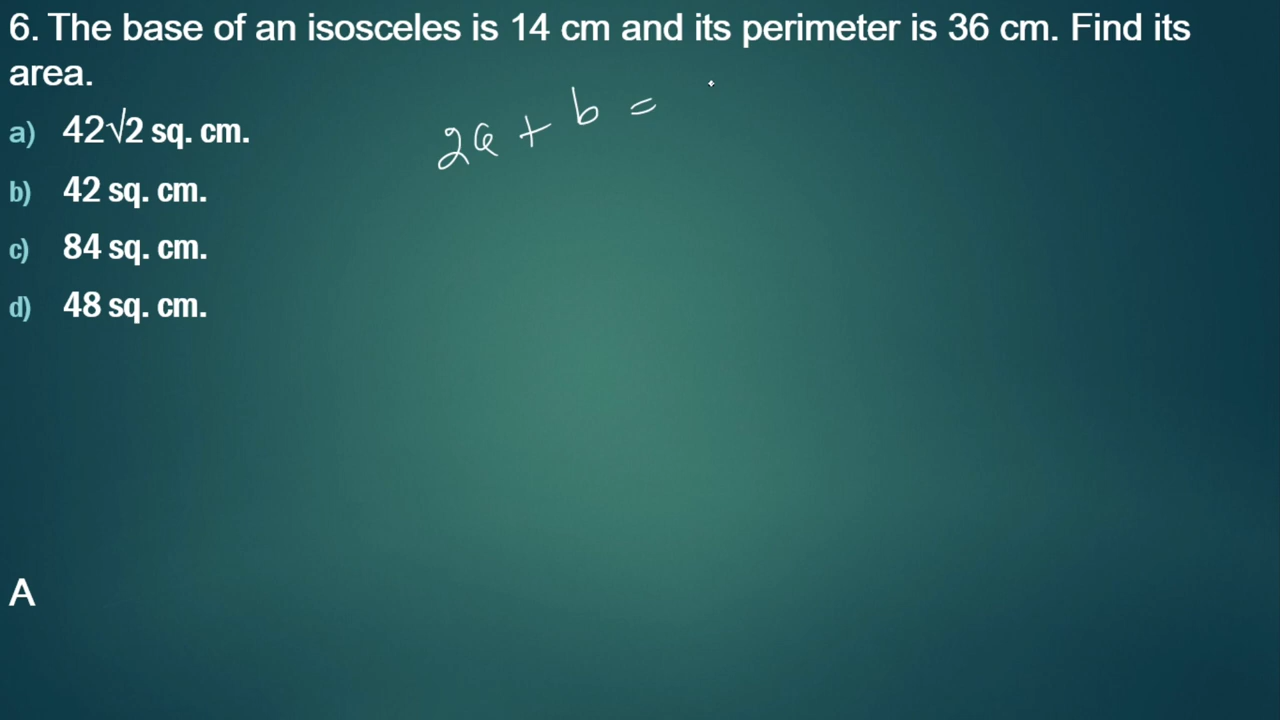 6. The base of an isosceles is 14 cm and its perimeter is 36 cm. Find its
area.
a) 42√2 sq. cm.
b) 42 sq. cm.
c) 84 sq. cm.
d) 48 sq. cm.
2a + b =
A